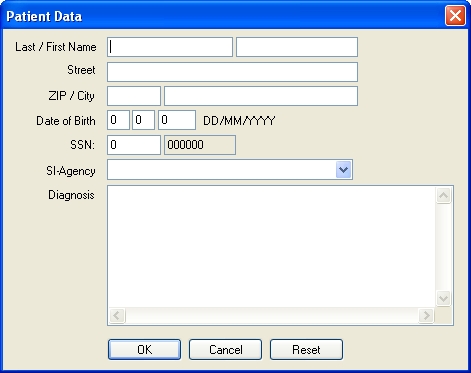 Patient Data
Last / First Name
Street
ZIP / City
Date of Birth 0 0 0 DD/MM/YYYY
SSN: 0 000000
SI-Agency
Diagnosis
OK Cancel Reset